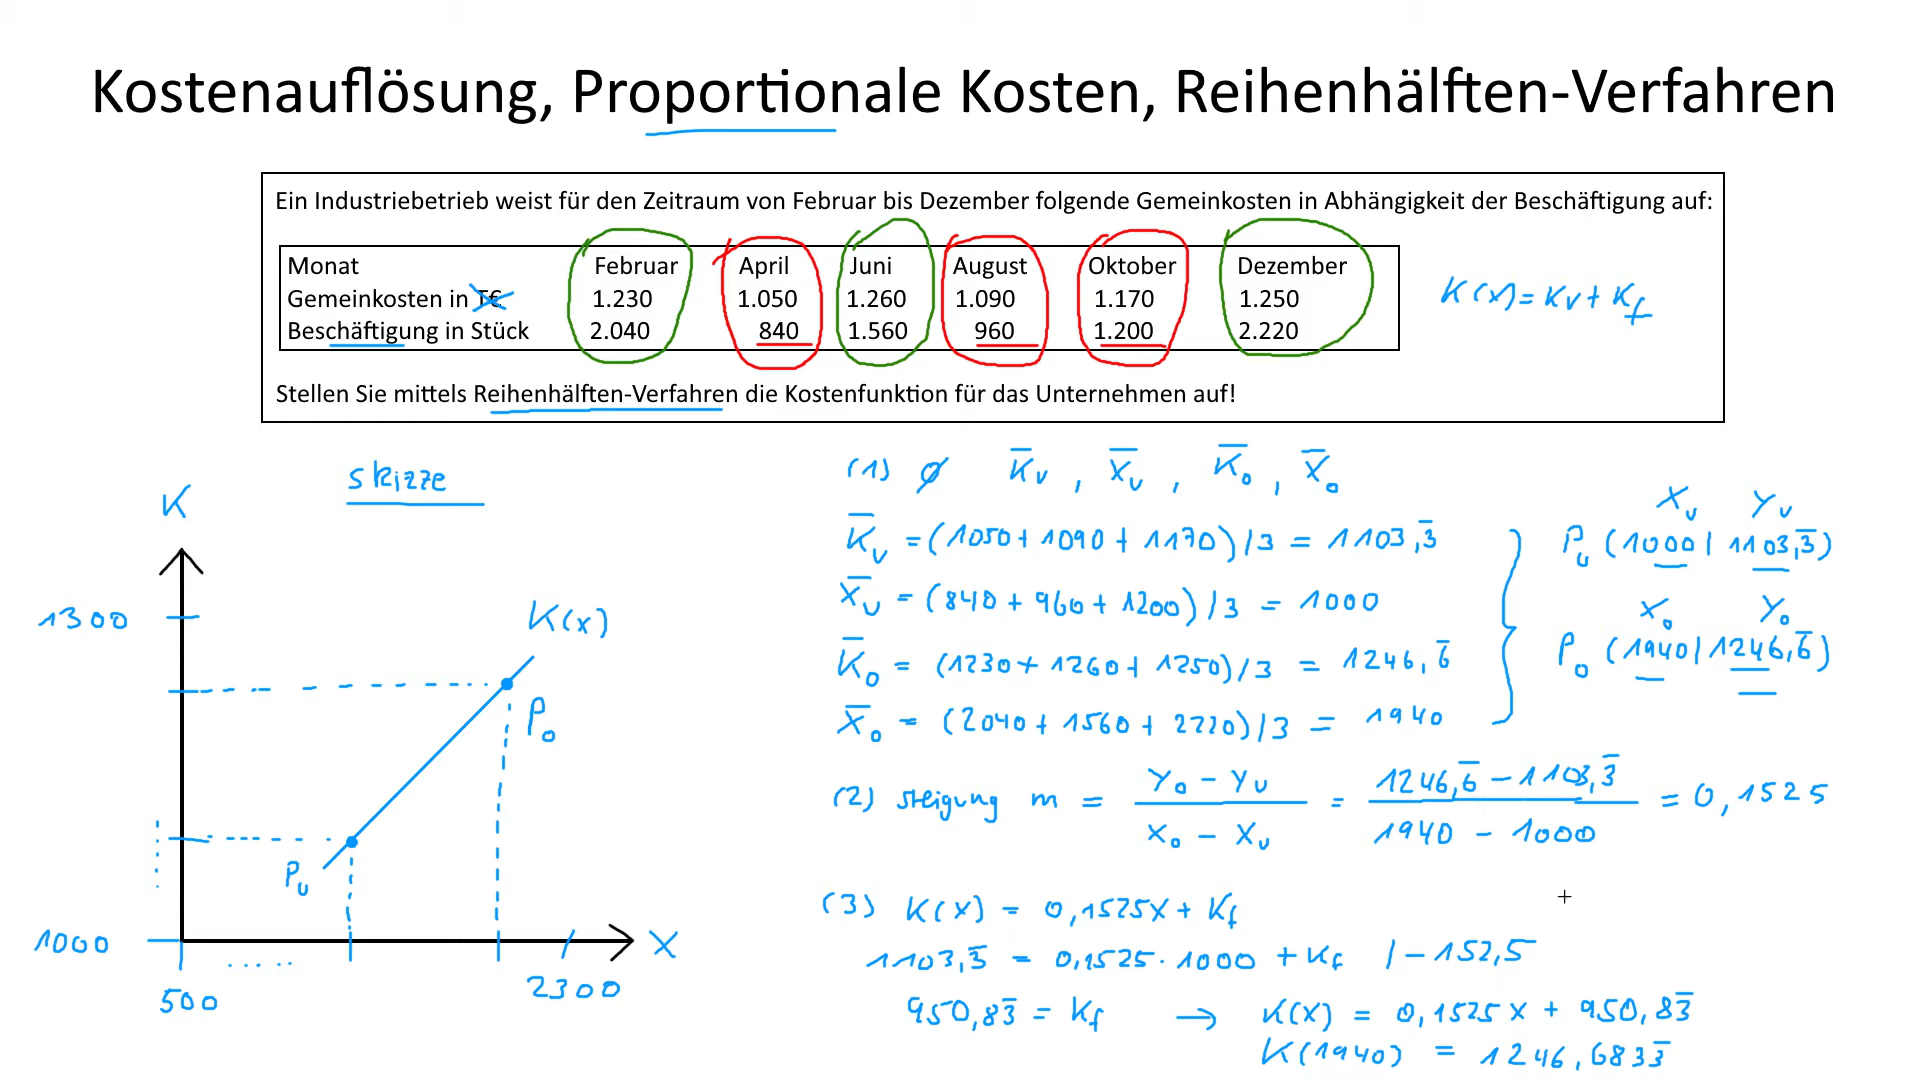 Kostenauflösung, Proportionale Kosten, Reihenhälften-Verfahren
Ein Industriebetrieb weist für den Zeitraum von Februar bis Dezember folgende Gemeinkosten in Abhängigkeit der Beschäftigung auf:
Monat Februar April Juni August Oktober Dezember
Gemeinkosten in T€ 1.230 1.050 1.260 1.090 1.170 1.250
Beschäftigung in Stück 2.040 840 1.560 960 1.200 2.220
K(x) = Kv + Kf
Stellen Sie mittels Reihenhälften-Verfahren die Kostenfunktion für das Unternehmen auf!
Skizze
K
1300
K(x)
Po
Pu
1000
X
500
2300
(1) Ø K̅u , X̅u , K̅o , X̅o
K̅u = (1050 + 1090 + 1170) / 3 = 1103,3̅
X̅u = (840 + 960 + 1200) / 3 = 1000
K̅o = (1230 + 1260 + 1250) / 3 = 1246,6̅
X̅o = (2040 + 1560 + 2220) / 3 = 1940
Xu Yu
Pu (1000 | 1103,3̅)
Xo Yo
Po (1940 | 1246,6̅)
(2) Steigung m = (Yo − Yu) / (Xo − Xu) = (1246,6̅ − 1103,3̅) / (1940 − 1000) = 0,1525
(3) K(x) = 0,1525x + Kf
1103,3̅ = 0,1525 · 1000 + Kf | − 152,5
950,83̅ = Kf → K(x) = 0,1525x + 950,83̅
K(1940) = 1246,6833̅